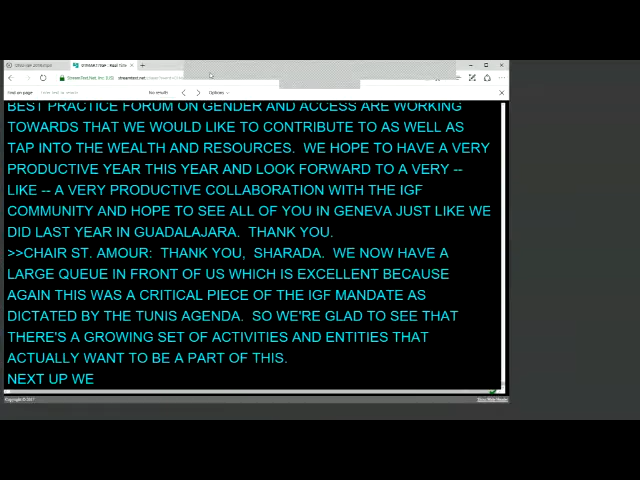 Find on page
No results
Options
BEST PRACTICE FORUM ON GENDER AND ACCESS ARE WORKING
TOWARDS THAT WE WOULD LIKE TO CONTRIBUTE TO AS WELL AS
TAP INTO THE WEALTH AND RESOURCES.  WE HOPE TO HAVE A VERY
PRODUCTIVE YEAR THIS YEAR AND LOOK FORWARD TO A VERY --
LIKE -- A VERY PRODUCTIVE COLLABORATION WITH THE IGF
COMMUNITY AND HOPE TO SEE ALL OF YOU IN GENEVA JUST LIKE WE
DID LAST YEAR IN GUADALAJARA.  THANK YOU.
>>CHAIR ST. AMOUR:  THANK YOU,  SHARADA.  WE NOW HAVE A
LARGE QUEUE IN FRONT OF US WHICH IS EXCELLENT BECAUSE
AGAIN THIS WAS A CRITICAL PIECE OF THE IGF MANDATE AS
DICTATED BY THE TUNIS AGENDA.  SO WE'RE GLAD TO SEE THAT
THERE'S A GROWING SET OF ACTIVITIES AND ENTITIES THAT
ACTUALLY WANT TO BE A PART OF THIS.
NEXT UP WE